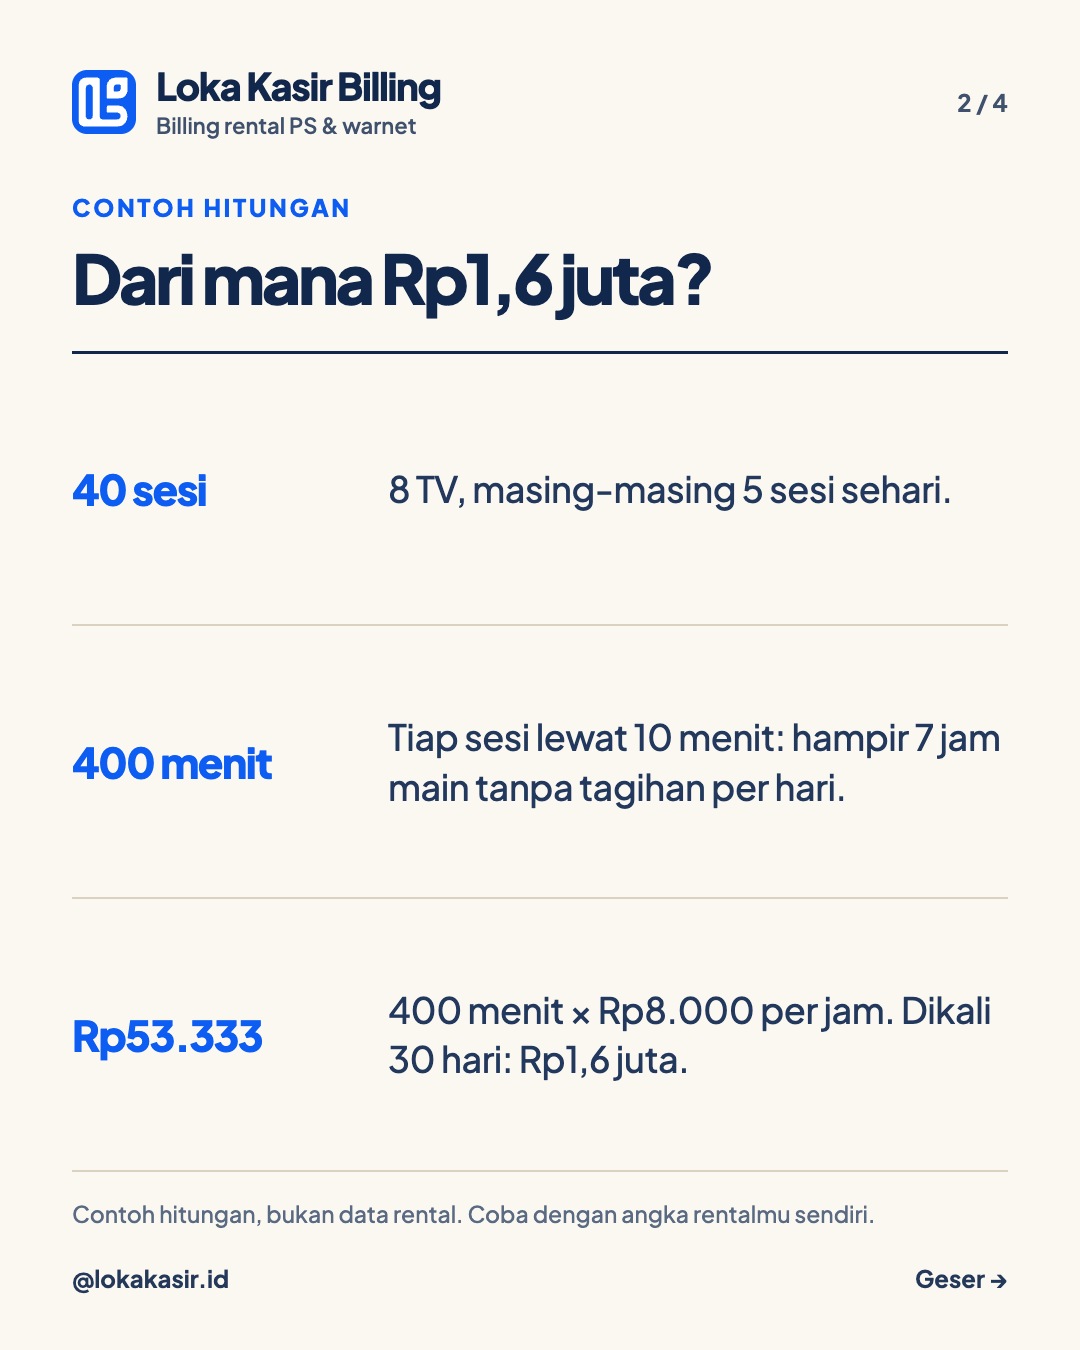 Loka Kasir Billing
Billing rental PS & warnet
2 / 4
CONTOH HITUNGAN
Dari mana Rp1,6 juta?
40 sesi
8 TV, masing-masing 5 sesi sehari.
400 menit
Tiap sesi lewat 10 menit: hampir 7 jam
main tanpa tagihan per hari.
Rp53.333
400 menit × Rp8.000 per jam. Dikali
30 hari: Rp1,6 juta.
Contoh hitungan, bukan data rental. Coba dengan angka rentalmu sendiri.
@lokakasir.id
Geser →